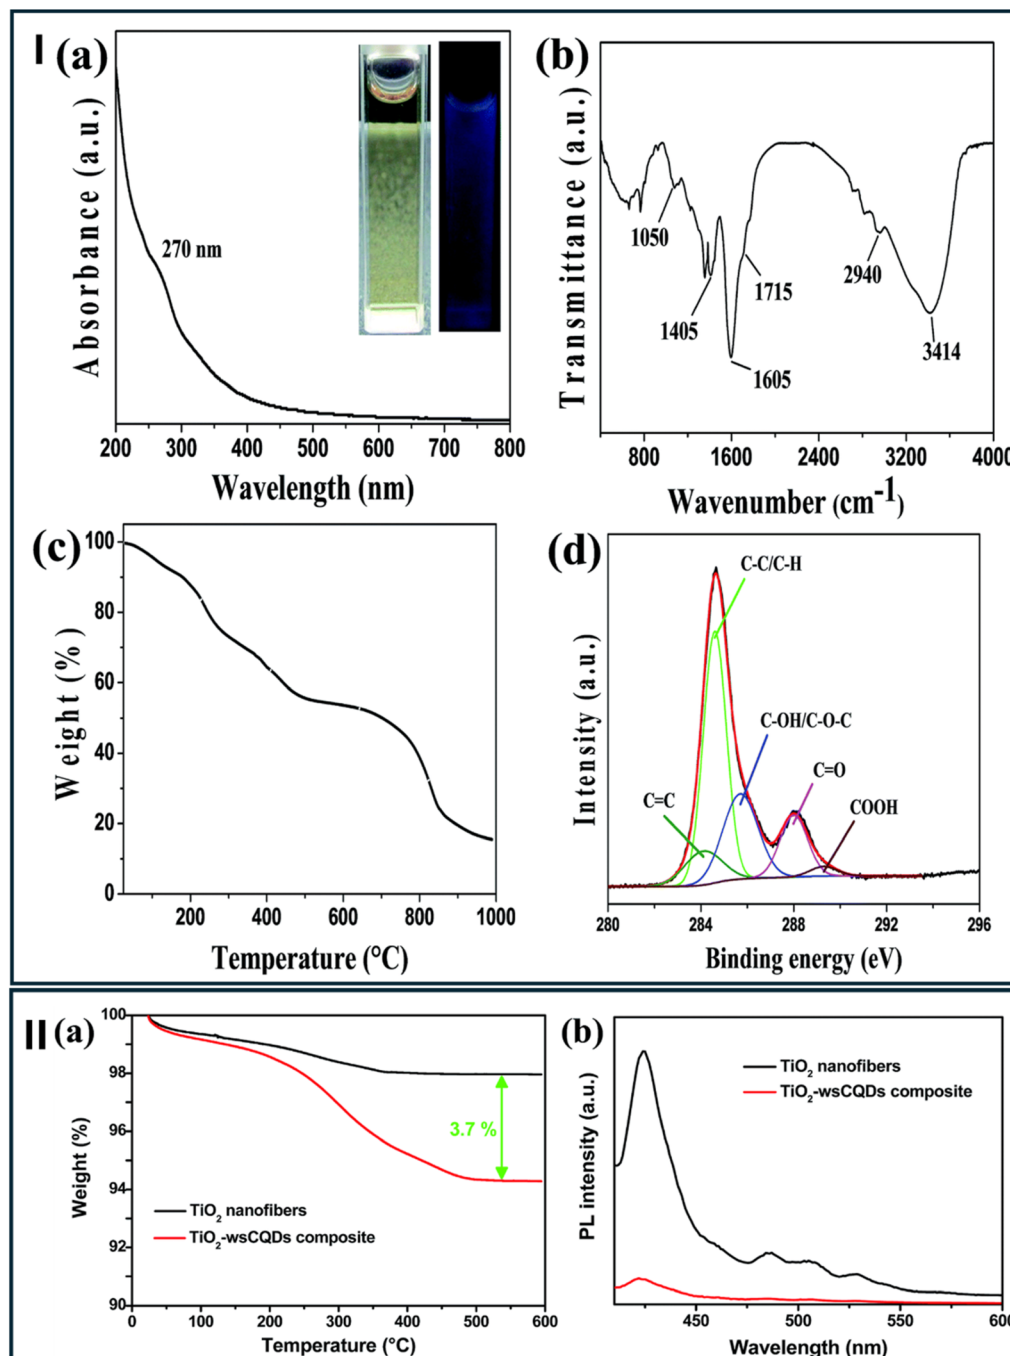 I (a)
Absorbance (a.u.)
270 nm
200 300 400 500 600 700 800
Wavelength (nm)
(b)
Transmittance (a.u.)
1050
1405
1605
1715
2940
3414
800 1600 2400 3200 4000
Wavenumber (cm-1)
(c)
Weight (%)
100
80
60
40
20
0
200 400 600 800 1000
Temperature (°C)
(d)
Intensity (a.u.)
C-C/C-H
C-OH/C-O-C
C=O
C=C
COOH
280 284 288 292 296
Binding energy (eV)
II (a)
Weight (%)
100
98
96
94
92
90
3.7 %
TiO2 nanofibers
TiO2-wsCQDs composite
0 100 200 300 400 500 600
Temperature (°C)
(b)
PL intensity (a.u.)
TiO2 nanofibers
TiO2-wsCQDs composite
450 500 550 600
Wavelength (nm)